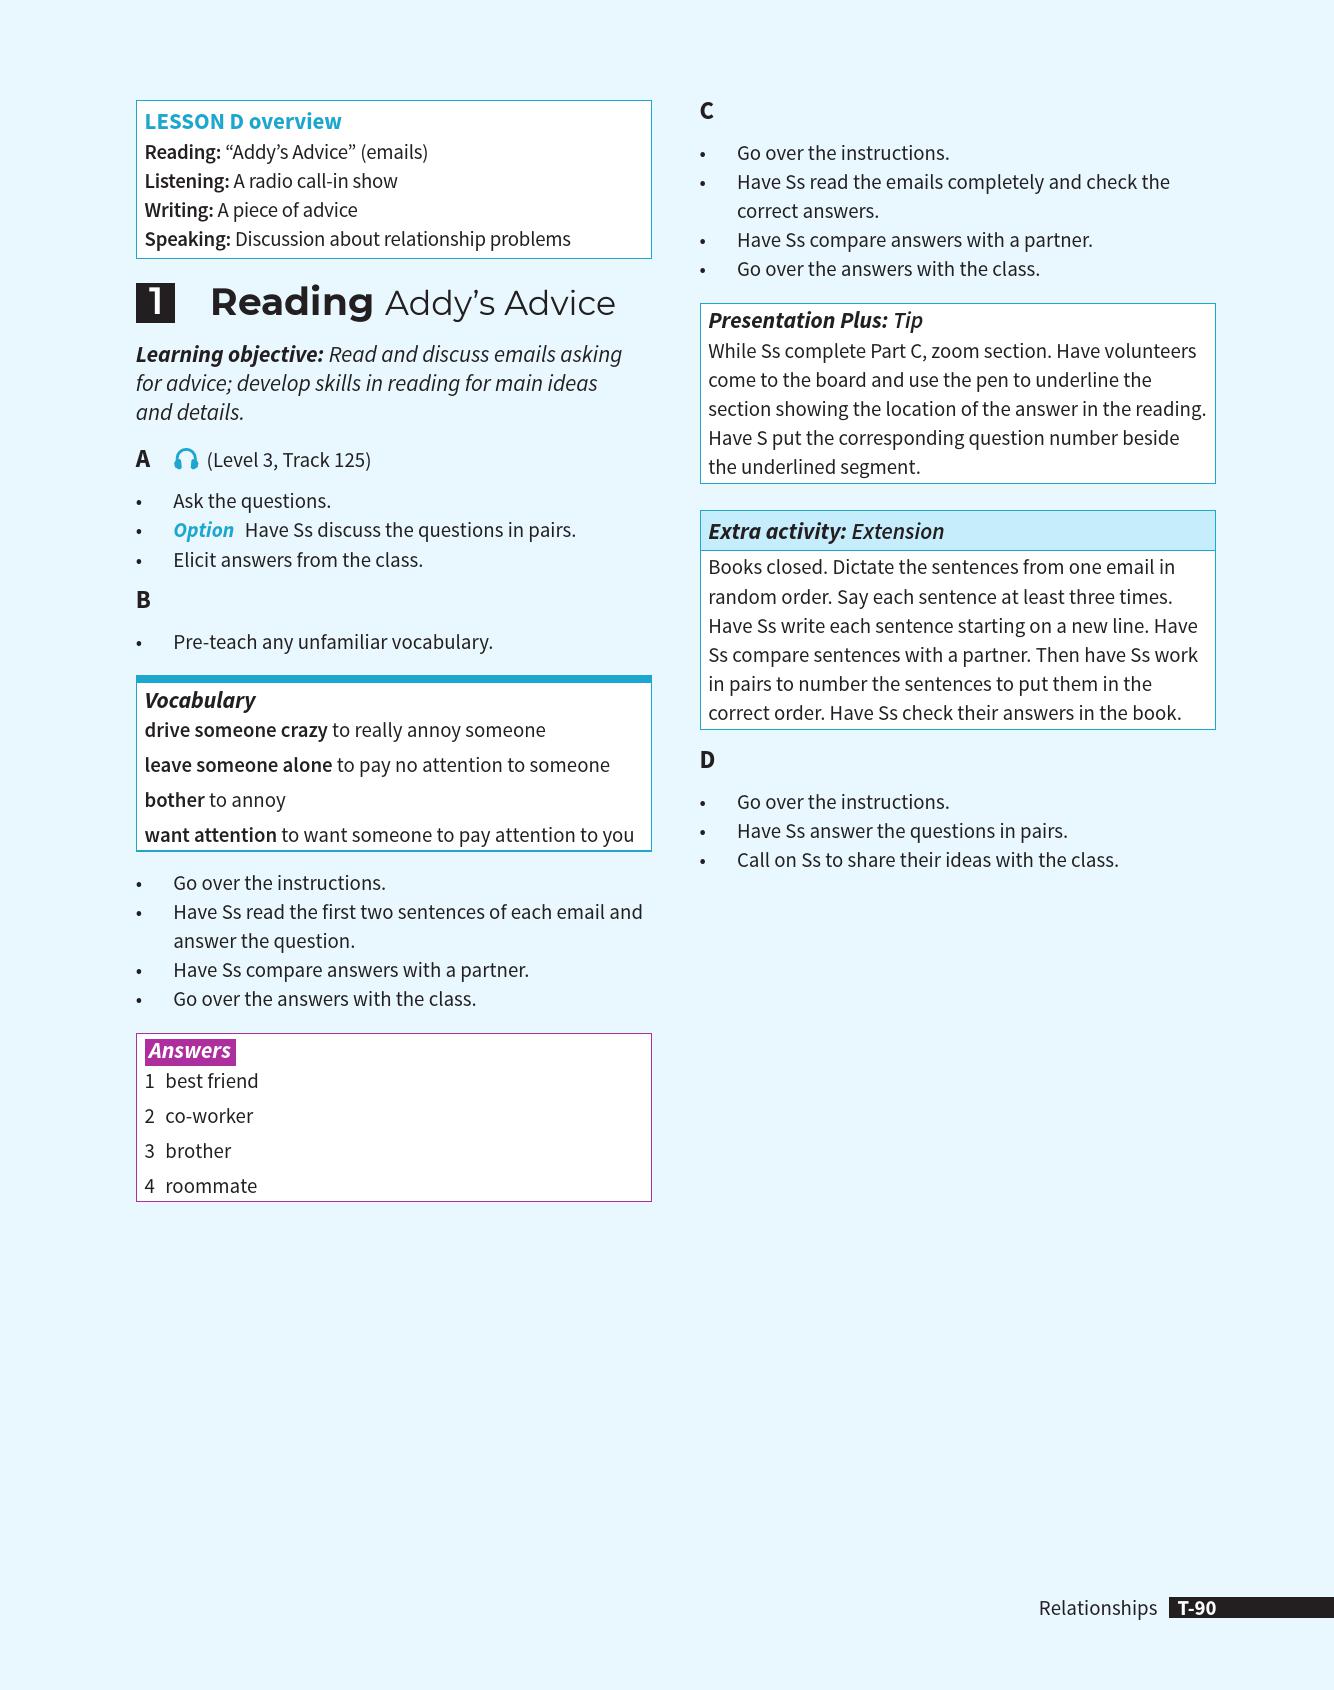 LESSON D overview
Reading: “Addy’s Advice” (emails)
Listening: A radio call-in show
Writing: A piece of advice
Speaking: Discussion about relationship problems
1 Reading Addy’s Advice
Learning objective: Read and discuss emails asking
for advice; develop skills in reading for main ideas
and details.
A (Level 3, Track 125)
• Ask the questions.
• Option Have Ss discuss the questions in pairs.
• Elicit answers from the class.
B
• Pre-teach any unfamiliar vocabulary.
Vocabulary
drive someone crazy to really annoy someone
leave someone alone to pay no attention to someone
bother to annoy
want attention to want someone to pay attention to you
• Go over the instructions.
• Have Ss read the first two sentences of each email and
answer the question.
• Have Ss compare answers with a partner.
• Go over the answers with the class.
Answers
1 best friend
2 co-worker
3 brother
4 roommate
C
• Go over the instructions.
• Have Ss read the emails completely and check the
correct answers.
• Have Ss compare answers with a partner.
• Go over the answers with the class.
Presentation Plus: Tip
While Ss complete Part C, zoom section. Have volunteers
come to the board and use the pen to underline the
section showing the location of the answer in the reading.
Have S put the corresponding question number beside
the underlined segment.
Extra activity: Extension
Books closed. Dictate the sentences from one email in
random order. Say each sentence at least three times.
Have Ss write each sentence starting on a new line. Have
Ss compare sentences with a partner. Then have Ss work
in pairs to number the sentences to put them in the
correct order. Have Ss check their answers in the book.
D
• Go over the instructions.
• Have Ss answer the questions in pairs.
• Call on Ss to share their ideas with the class.
Relationships T-90